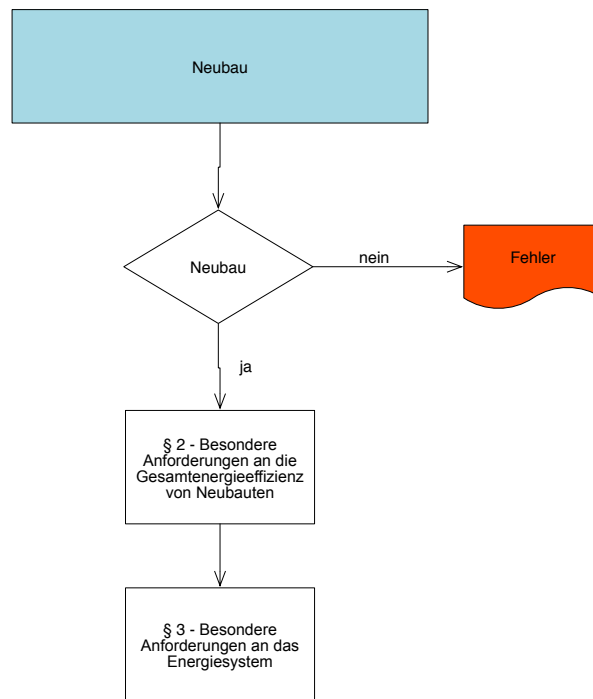 Neubau
Neubau
nein
Fehler
ja
§ 2 - Besondere
Anforderungen an die
Gesamtenergieeffizienz
von Neubauten
§ 3 - Besondere
Anforderungen an das
Energiesystem